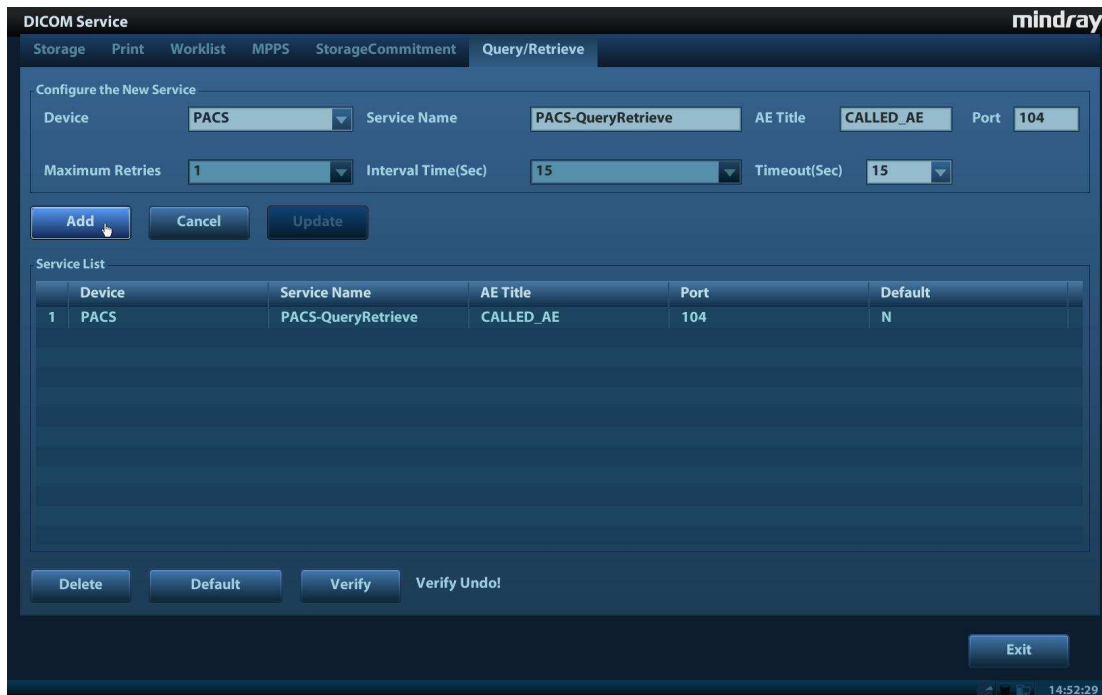 DICOM Service mindray
Storage Print Worklist MPPS StorageCommitment Query/Retrieve
Configure the New Service
Device PACS Service Name PACS-QueryRetrieve AE Title CALLED_AE Port 104
Maximum Retries 1 Interval Time(Sec) 15 Timeout(Sec) 15
Add Cancel Update
Service List
Device Service Name AE Title Port Default
1 PACS PACS-QueryRetrieve CALLED_AE 104 N
Delete Default Verify Verify Undo!
Exit
14:52:29